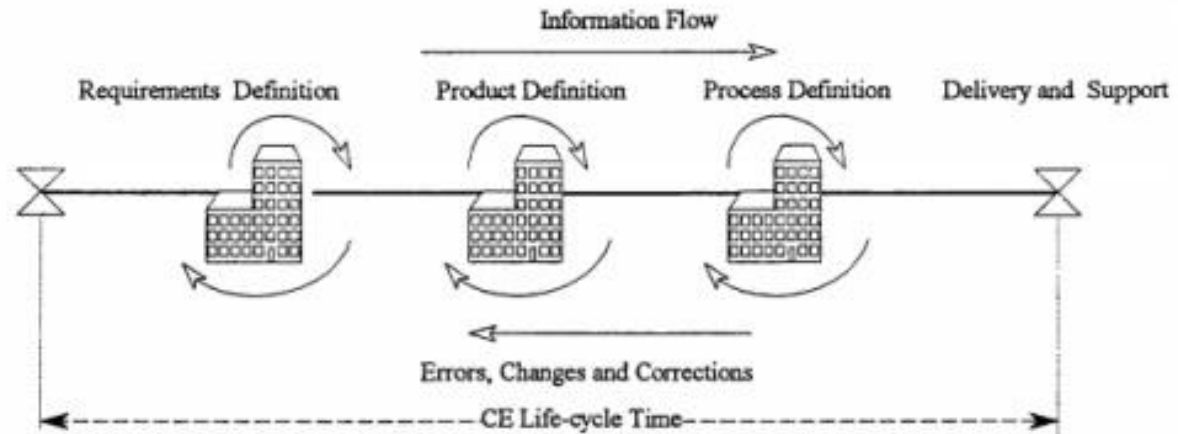 Information Flow
Requirements Definition
Product Definition
Process Definition
Delivery and Support
Errors, Changes and Corrections
CE Life-cycle Time